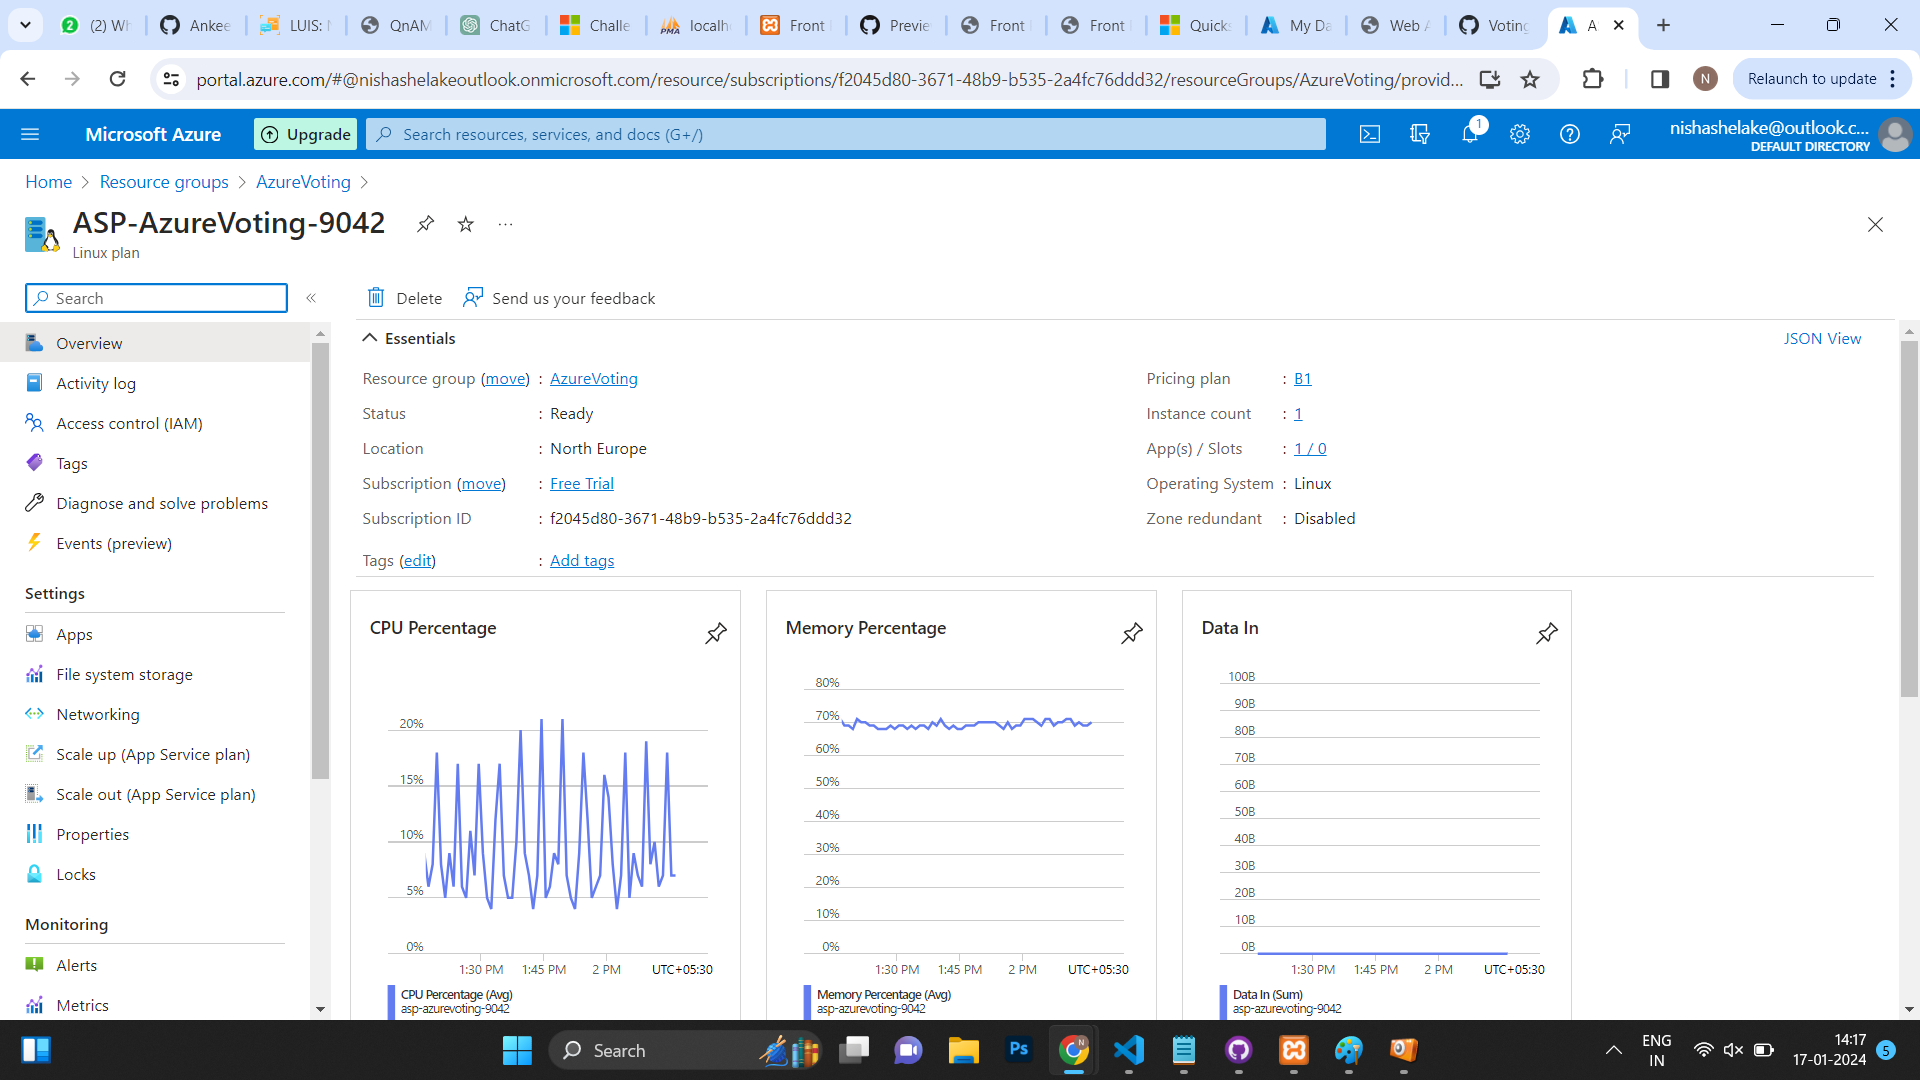 (2) Wh
Ankee
LUIS: N
QnAM
ChatG
Challe
localh
Front
Previe
Front
Front
Quicks
My Da
Web A
Voting
A
portal.azure.com/#@nishashelakeoutlook.onmicrosoft.com/resource/subscriptions/f2045d80-3671-48b9-b535-2a4fc76ddd32/resourceGroups/AzureVoting/provid...
N
Relaunch to update
Microsoft Azure
Upgrade
Search resources, services, and docs (G+/)
1
nishashelake@outlook.c...
DEFAULT DIRECTORY
Home > Resource groups > AzureVoting >
ASP-AzureVoting-9042
Linux plan
Search
Delete
Send us your feedback
Overview
Activity log
Access control (IAM)
Tags
Diagnose and solve problems
Events (preview)
Settings
Apps
File system storage
Networking
Scale up (App Service plan)
Scale out (App Service plan)
Properties
Locks
Monitoring
Alerts
Metrics
Essentials
JSON View
Resource group (move) : AzureVoting
Status : Ready
Location : North Europe
Subscription (move) : Free Trial
Subscription ID : f2045d80-3671-48b9-b535-2a4fc76ddd32
Tags (edit) : Add tags
Pricing plan : B1
Instance count : 1
App(s) / Slots : 1 / 0
Operating System : Linux
Zone redundant : Disabled
CPU Percentage
20%
15%
10%
5%
0%
1:30 PM 1:45 PM 2 PM UTC+05:30
CPU Percentage (Avg)
asp-azurevoting-9042
Memory Percentage
80%
70%
60%
50%
40%
30%
20%
10%
0%
1:30 PM 1:45 PM 2 PM UTC+05:30
Memory Percentage (Avg)
asp-azurevoting-9042
Data In
100B
90B
80B
70B
60B
50B
40B
30B
20B
10B
0B
1:30 PM 1:45 PM 2 PM UTC+05:30
Data In (Sum)
asp-azurevoting-9042
Search
Ps
N
ENG
IN
14:17
17-01-2024
5